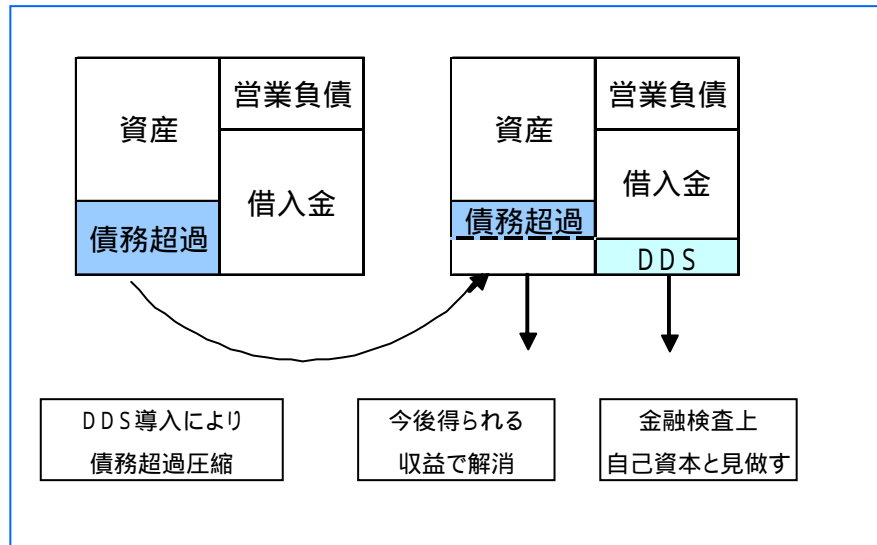 資産
営業負債
借入金
債務超過
資産
営業負債
借入金
債務超過
DDS
DDS導入により
債務超過圧縮
今後得られる
収益で解消
金融検査上
自己資本と見做す